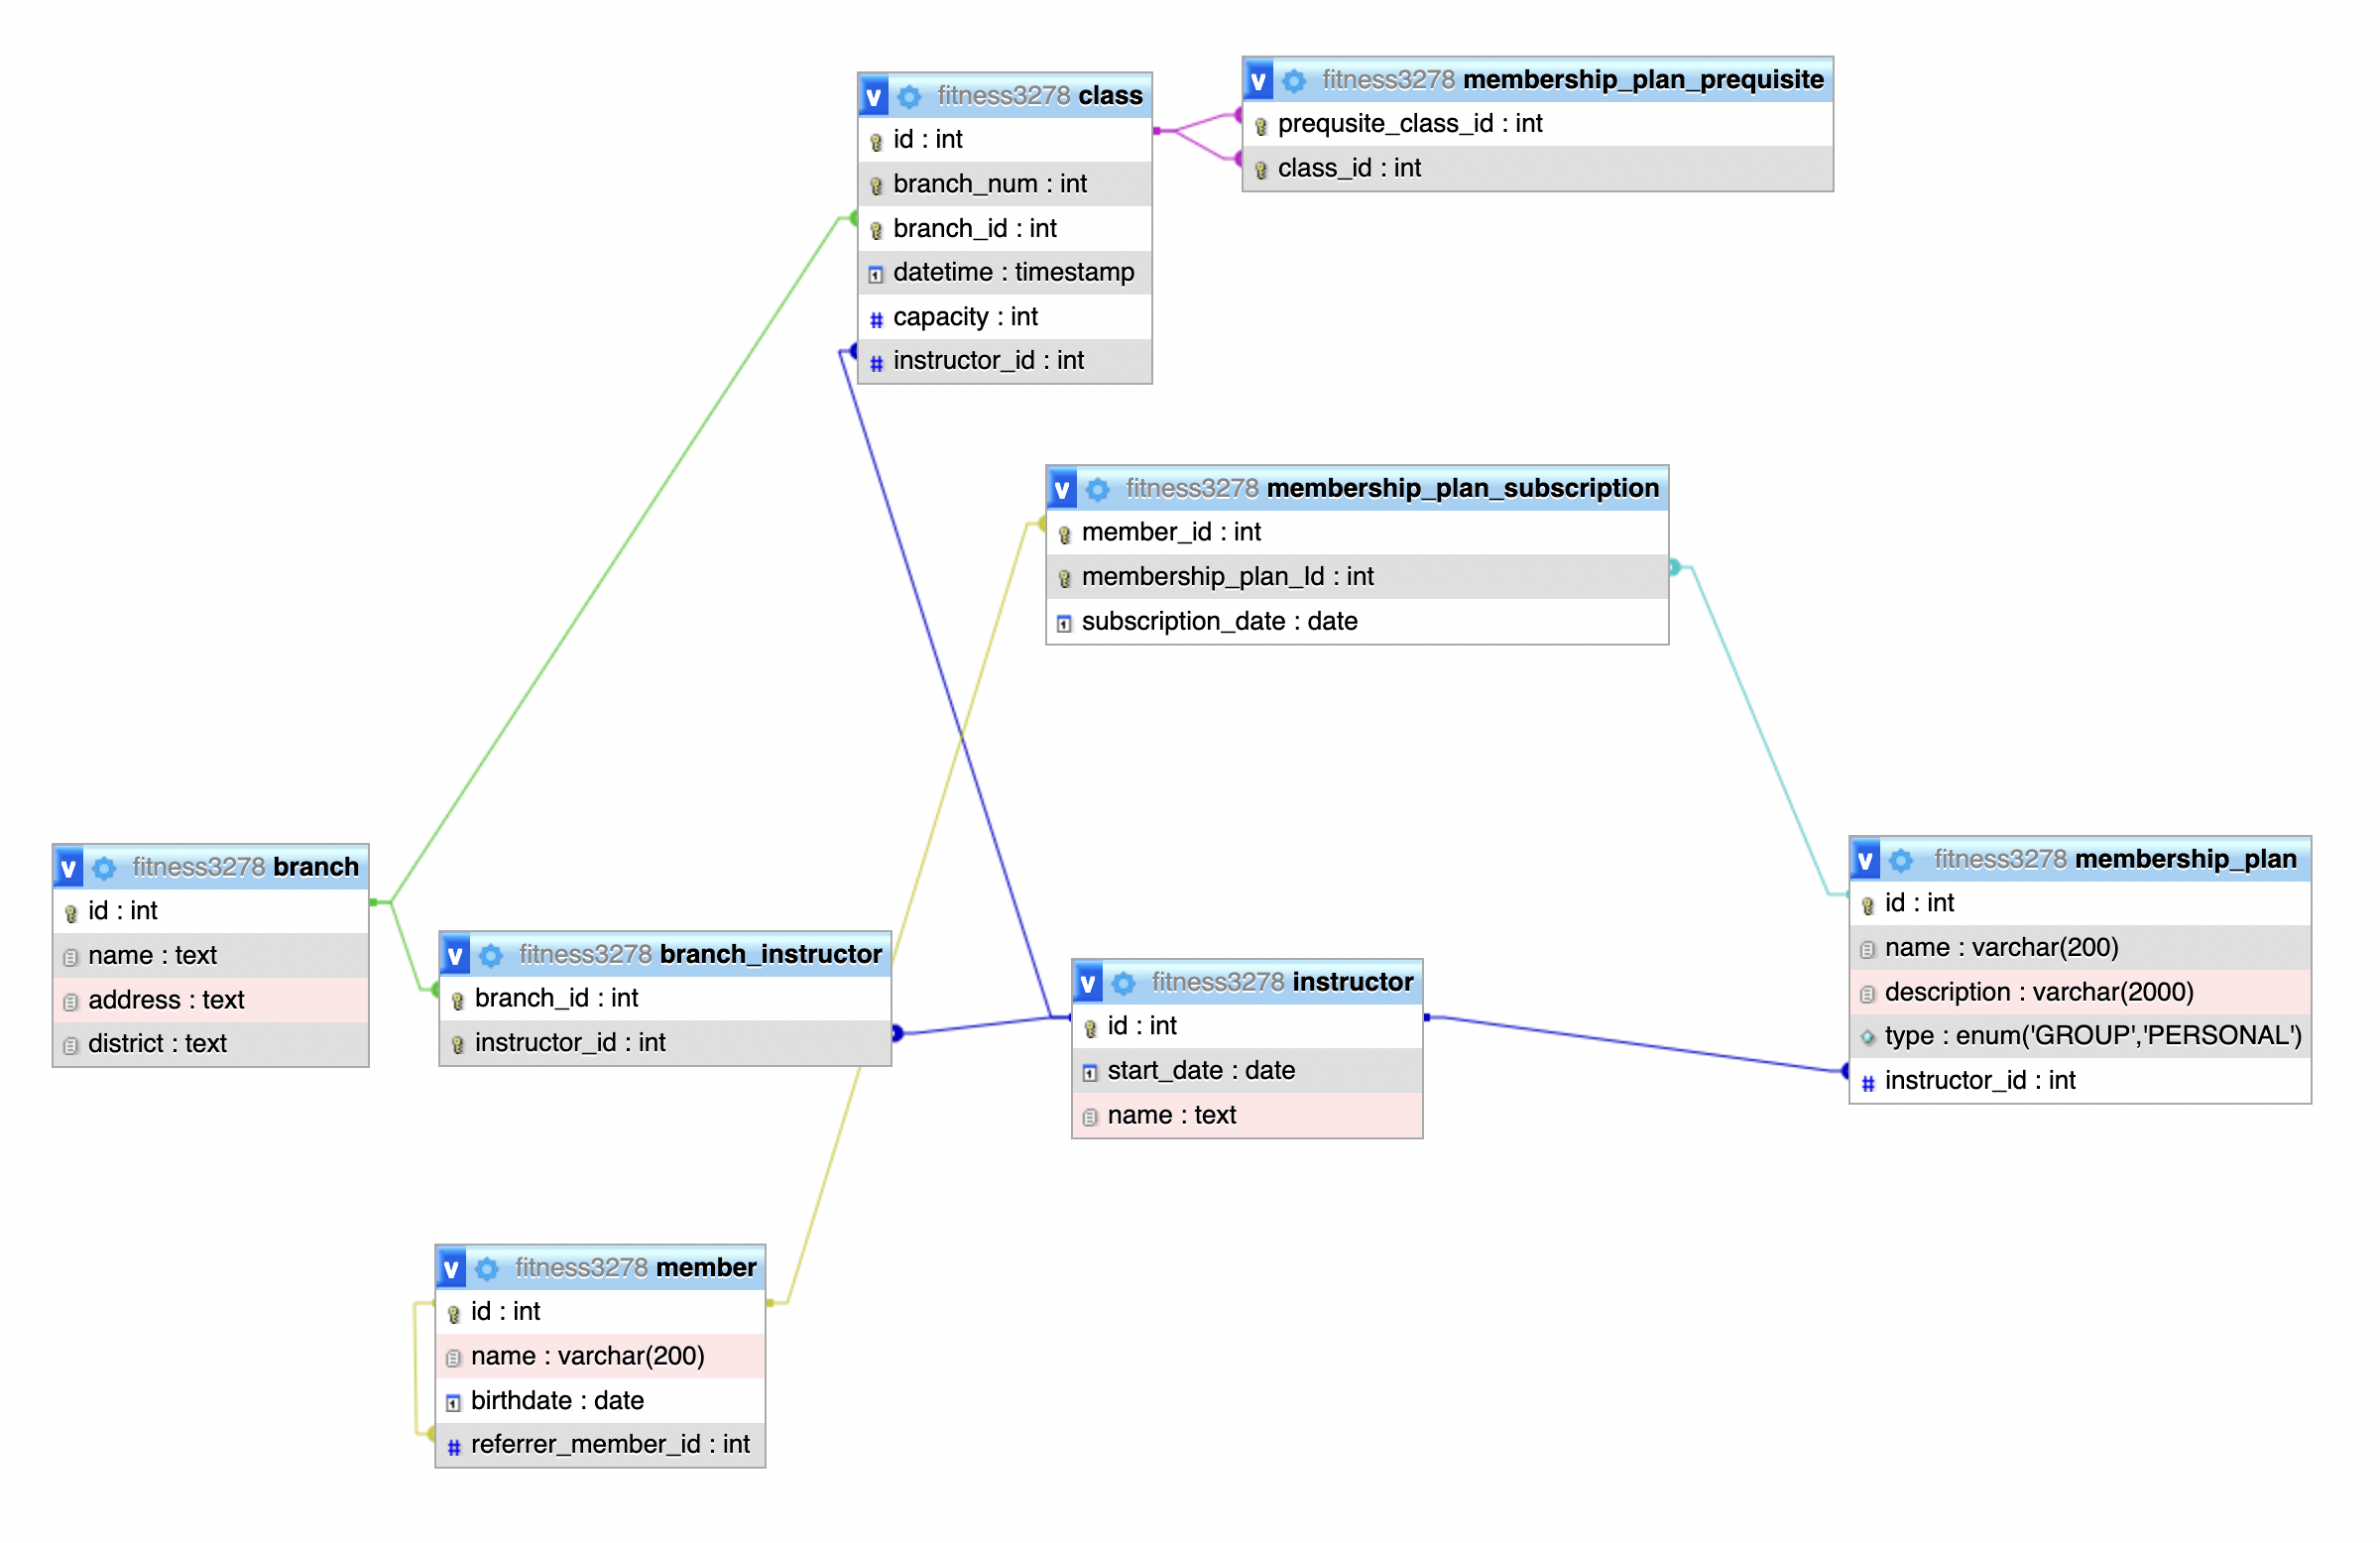 v fitness3278 class
id : int
branch_num : int
branch_id : int
datetime : timestamp
# capacity : int
# instructor_id : int
v fitness3278 membership_plan_prequisite
prequsite_class_id : int
class_id : int
v fitness3278 membership_plan_subscription
member_id : int
membership_plan_Id : int
subscription_date : date
v fitness3278 branch
id : int
name : text
address : text
district : text
v fitness3278 branch_instructor
branch_id : int
instructor_id : int
v fitness3278 instructor
id : int
start_date : date
name : text
v fitness3278 membership_plan
id : int
name : varchar(200)
description : varchar(2000)
type : enum('GROUP','PERSONAL')
# instructor_id : int
v fitness3278 member
id : int
name : varchar(200)
birthdate : date
# referrer_member_id : int